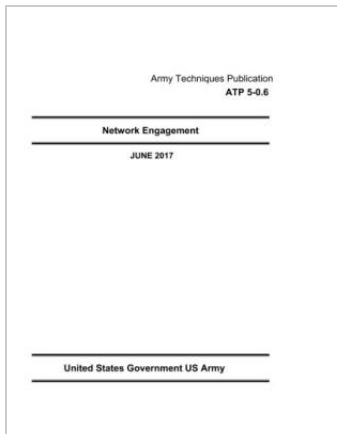 Army Techniques Publication
ATP 5-0.6
Network Engagement
JUNE 2017
United States Government US Army